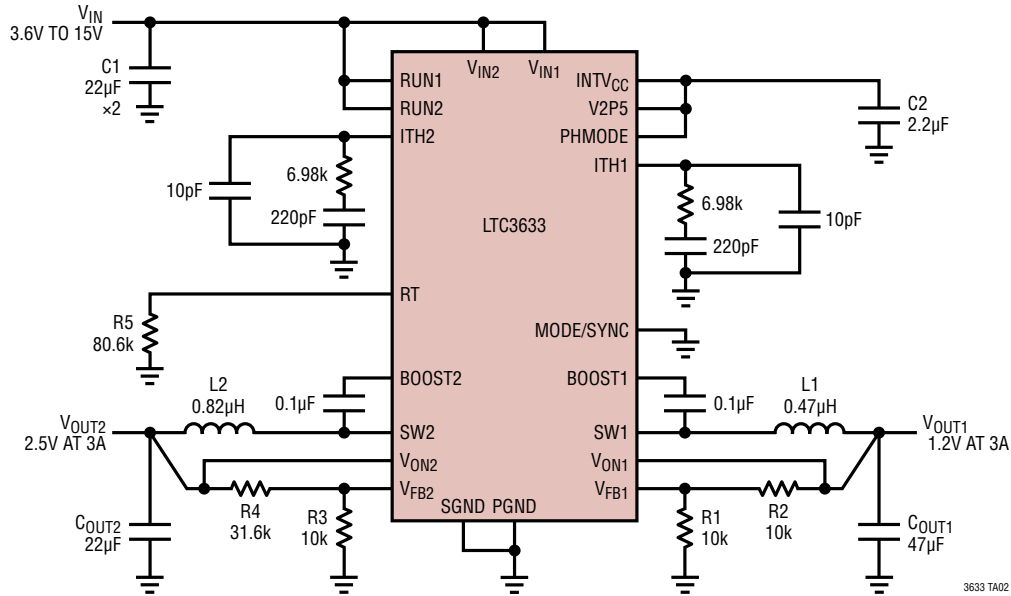 VIN
3.6V TO 15V
C1
22µF
×2
VIN2
VIN1
RUN1
RUN2
ITH2
INTVCC
V2P5
PHMODE
C2
2.2µF
ITH1
10pF
6.98k
220pF
6.98k
220pF
10pF
LTC3633
RT
R5
80.6k
MODE/SYNC
BOOST2
BOOST1
L2
0.82µH
0.1µF
0.1µF
L1
0.47µH
VOUT2
2.5V AT 3A
SW2
SW1
VOUT1
1.2V AT 3A
VON2
VON1
VFB2
VFB1
SGND PGND
COUT2
22µF
R4
31.6k
R3
10k
R1
10k
R2
10k
COUT1
47µF
3633 TA02